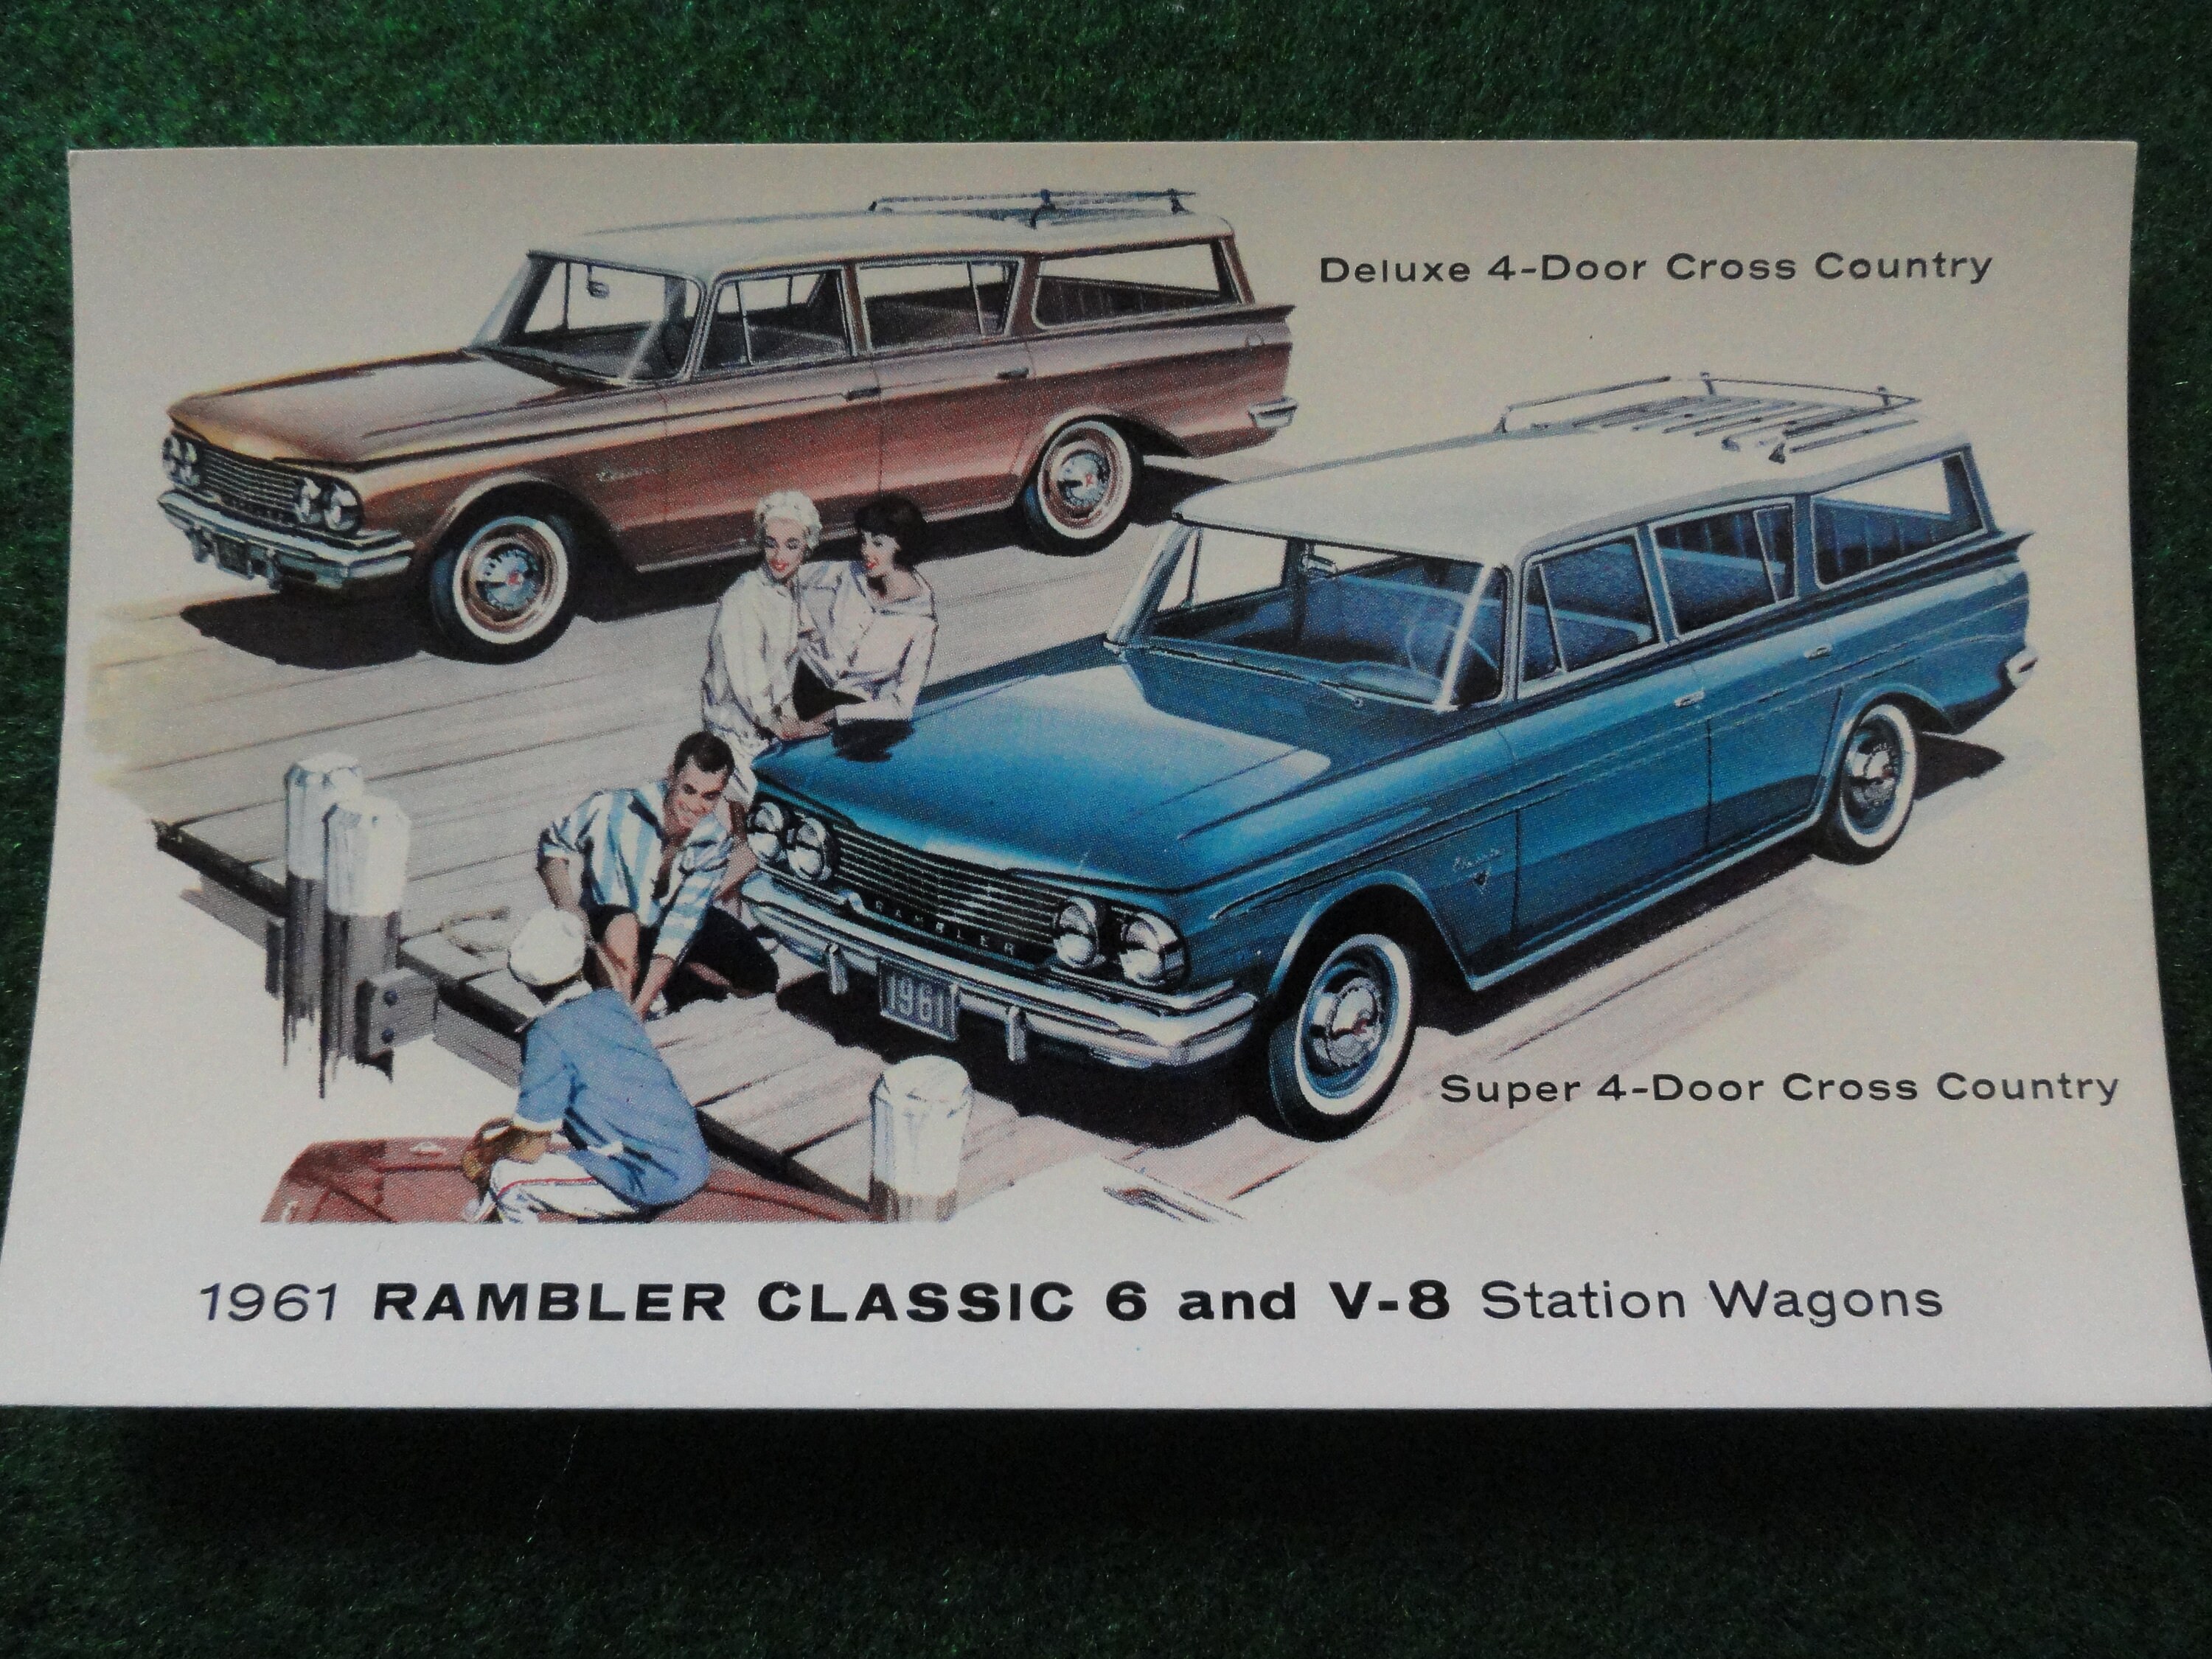 Deluxe 4-Door Cross Country
RAMBLER
1961
Super 4-Door Cross Country
1961 RAMBLER CLASSIC 6 and V-8 Station Wagons